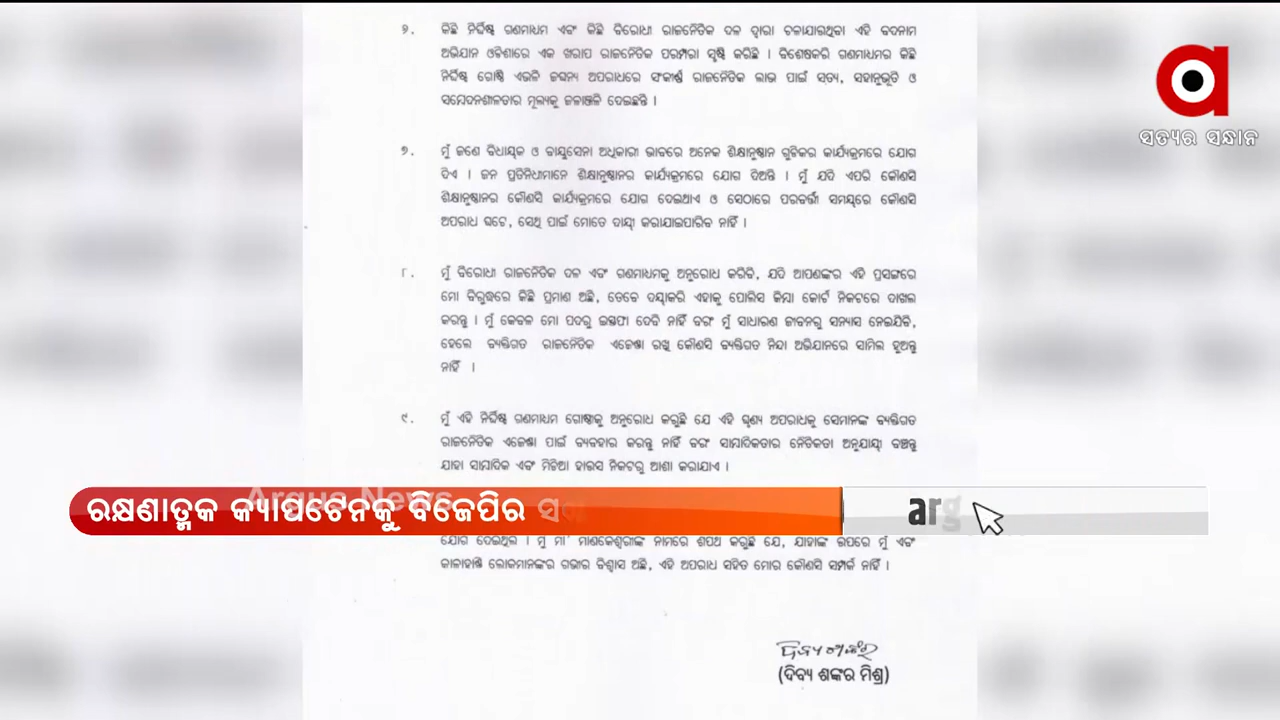 ୬. କିଛି ନିର୍ଦ୍ଦିଷ୍ଟ ଗଣମାଧ୍ୟମ ଏବଂ କିଛି ବିରୋଧୀ ରାଜନୈତିକ ଦଳ ଦ୍ୱାରା ଚଳାଯାଉଥିବା ଏହି ବଦନାମ
ଅଭିଯାନ ଓଡିଶାରେ ଏକ ଖରାପ ରାଜନୈତିକ ପରମ୍ପରା ସୃଷ୍ଟି କରିଛି । ବିଶେଷକରି ଗଣମାଧ୍ୟମର କିଛି
ନିର୍ଦ୍ଦିଷ୍ଟ ଗୋଷ୍ଠି ଏଭଳି ଜଘନ୍ୟ ଅପରାଧରେ ସଂକୀର୍ଣ୍ଣ ରାଜନୈତିକ ଲାଭ ପାଇଁ ସତ୍ୟ, ସହାନୁଭୂତି ଓ
ସମ୍ବେଦନଶୀଳତାର ମୂଲ୍ୟକୁ ଜଳାଞ୍ଜଳି ଦେଇଛନ୍ତି ।
୭. ମୁଁ ଜଣେ ବିଧାୟକ ଓ ବାୟୁସେନା ଅଧିକାରୀ ଭାବରେ ଅନେକ ଶିକ୍ଷାନୁଷ୍ଠାନ ଗୁଡିକର କାର୍ଯ୍ୟକ୍ରମରେ ଯୋଗ
ଦିଏ । ଜନ ପ୍ରତିନିଧୀମାନେ ଶିକ୍ଷାନୁଷ୍ଠାନର କାର୍ଯ୍ୟକ୍ରମରେ ଯୋଗ ଦିଅନ୍ତି । ମୁଁ ଯଦି ଏପରି କୌଣସି
ଶିକ୍ଷାନୁଷ୍ଠାନର କୌଣସି କାର୍ଯ୍ୟକ୍ରମରେ ଯୋଗ ଦେଇଥାଏ ଓ ସେଠାରେ ପରବର୍ତ୍ତୀ ସମୟରେ କୌଣସି
ଅପରାଧ ଘଟେ, ସେଥି ପାଇଁ ମୋତେ ଦାୟୀ କରାଯାଇପାରିବ ନାହିଁ ।
୮. ମୁଁ ବିରୋଧୀ ରାଜନୈତିକ ଦଳ ଏବଂ ଗଣମାଧ୍ୟମକୁ ଅନୁରୋଧ କରିବି, ଯଦି ଆପଣଙ୍କର ଏହି ପ୍ରସଙ୍ଗରେ
ମୋ ବିରୁଦ୍ଧରେ କିଛି ପ୍ରମାଣ ଅଛି, ତେବେ ଦୟାକରି ଏହାକୁ ପୋଲିସ କିମ୍ବା କୋର୍ଟ ନିକଟରେ ଦାଖଲ
କରନ୍ତୁ । ମୁଁ କେବଳ ମୋ ପଦରୁ ଇସ୍ତଫା ଦେବି ନାହିଁ ବରଂ ମୁଁ ସାଧାରଣ ଜୀବନରୁ ସନ୍ୟାସ ନେଇଯିବି,
ହେଲେ ବ୍ୟକ୍ତିଗତ ରାଜନୈତିକ ଏଜେଣ୍ଡା ରଖି କୌଣସି ବ୍ୟକ୍ତିଗତ ନିନ୍ଦା ଅଭିଯାନରେ ସାମିଲ ହୁଅନ୍ତୁ
ନାହିଁ ।
୯. ମୁଁ ଏହି ନିର୍ଦ୍ଦିଷ୍ଟ ଗଣମାଧ୍ୟମ ଗୋଷ୍ଠୀକୁ ଅନୁରୋଧ କରୁଛି ଯେ ଏହି ଘୃଣ୍ୟ ଅପରାଧକୁ ସେମାନଙ୍କ ବ୍ୟକ୍ତିଗତ
ରାଜନୈତିକ ଏଜେଣ୍ଡା ପାଇଁ ବ୍ୟବହାର କରନ୍ତୁ ନାହିଁ ବରଂ ସାମ୍ବାଦିକତାର ନୈତିକତା ଅନୁଯାୟୀ ବଞ୍ଚନ୍ତୁ
ଯାହା ସାମ୍ବାଦିକ ଏବଂ ମିଡିଆ ହାଉସ ନିକଟରୁ ଆଶା କରାଯାଏ ।
ଯୋଗ ଦେଇଥିଲି । ମୁଁ ମା' ମାଣିକେଶ୍ୱରୀଙ୍କ ନାମରେ ଶପଥ କରୁଛି ଯେ, ଯାହାଙ୍କ ଉପରେ ମୁଁ ଏବଂ
କାଳାହାଣ୍ଡି ଲୋକମାନଙ୍କର ଗଭୀର ବିଶ୍ୱାସ ଅଛି, ଏହି ଅପରାଧ ସହିତ ମୋର କୌଣସି ସମ୍ପର୍କ ନାହିଁ ।
ଦିବ୍ୟ ଶଙ୍କର
(ଦିବ୍ୟ ଶଙ୍କର ମିଶ୍ର)
ସତ୍ୟର ସନ୍ଧାନ
Argus News
ରକ୍ଷଣାତ୍ମକ କ୍ୟାପଟେନକୁ ବିଜେପିର
arg